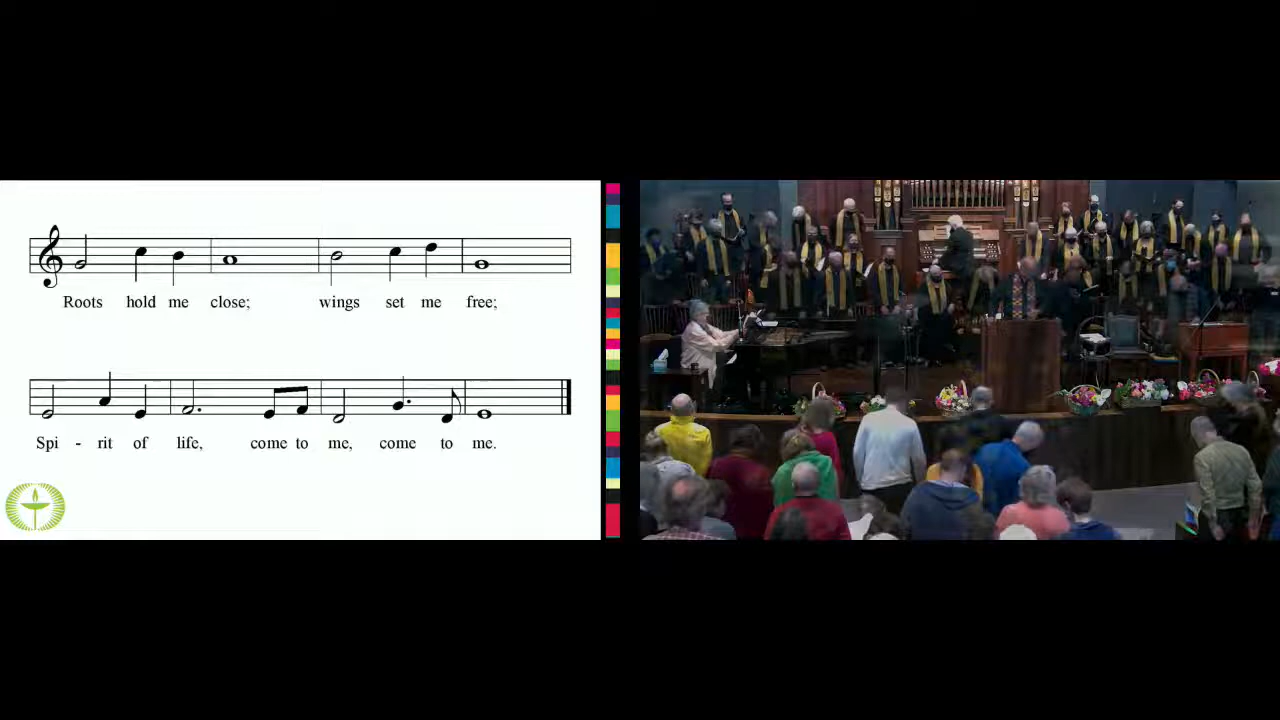 Roots hold me close; wings set me free;
Spi - rit of life, come to me, come to me.